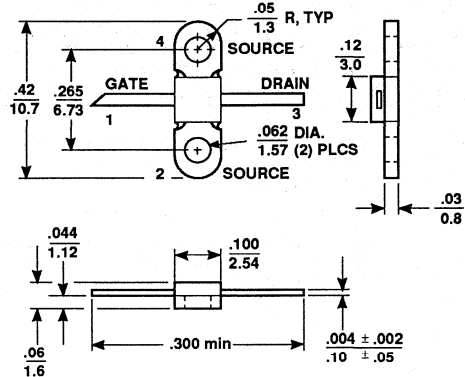 .05
1.3 R, TYP
4
SOURCE
.12
3.0
GATE
DRAIN
.42
10.7
.265
6.73
1
3
.062 DIA.
1.57 (2) PLCS
2
SOURCE
.03
0.8
.044
1.12
.100
2.54
.06
1.6
.300 min
.004 ±.002
.10 ±.05